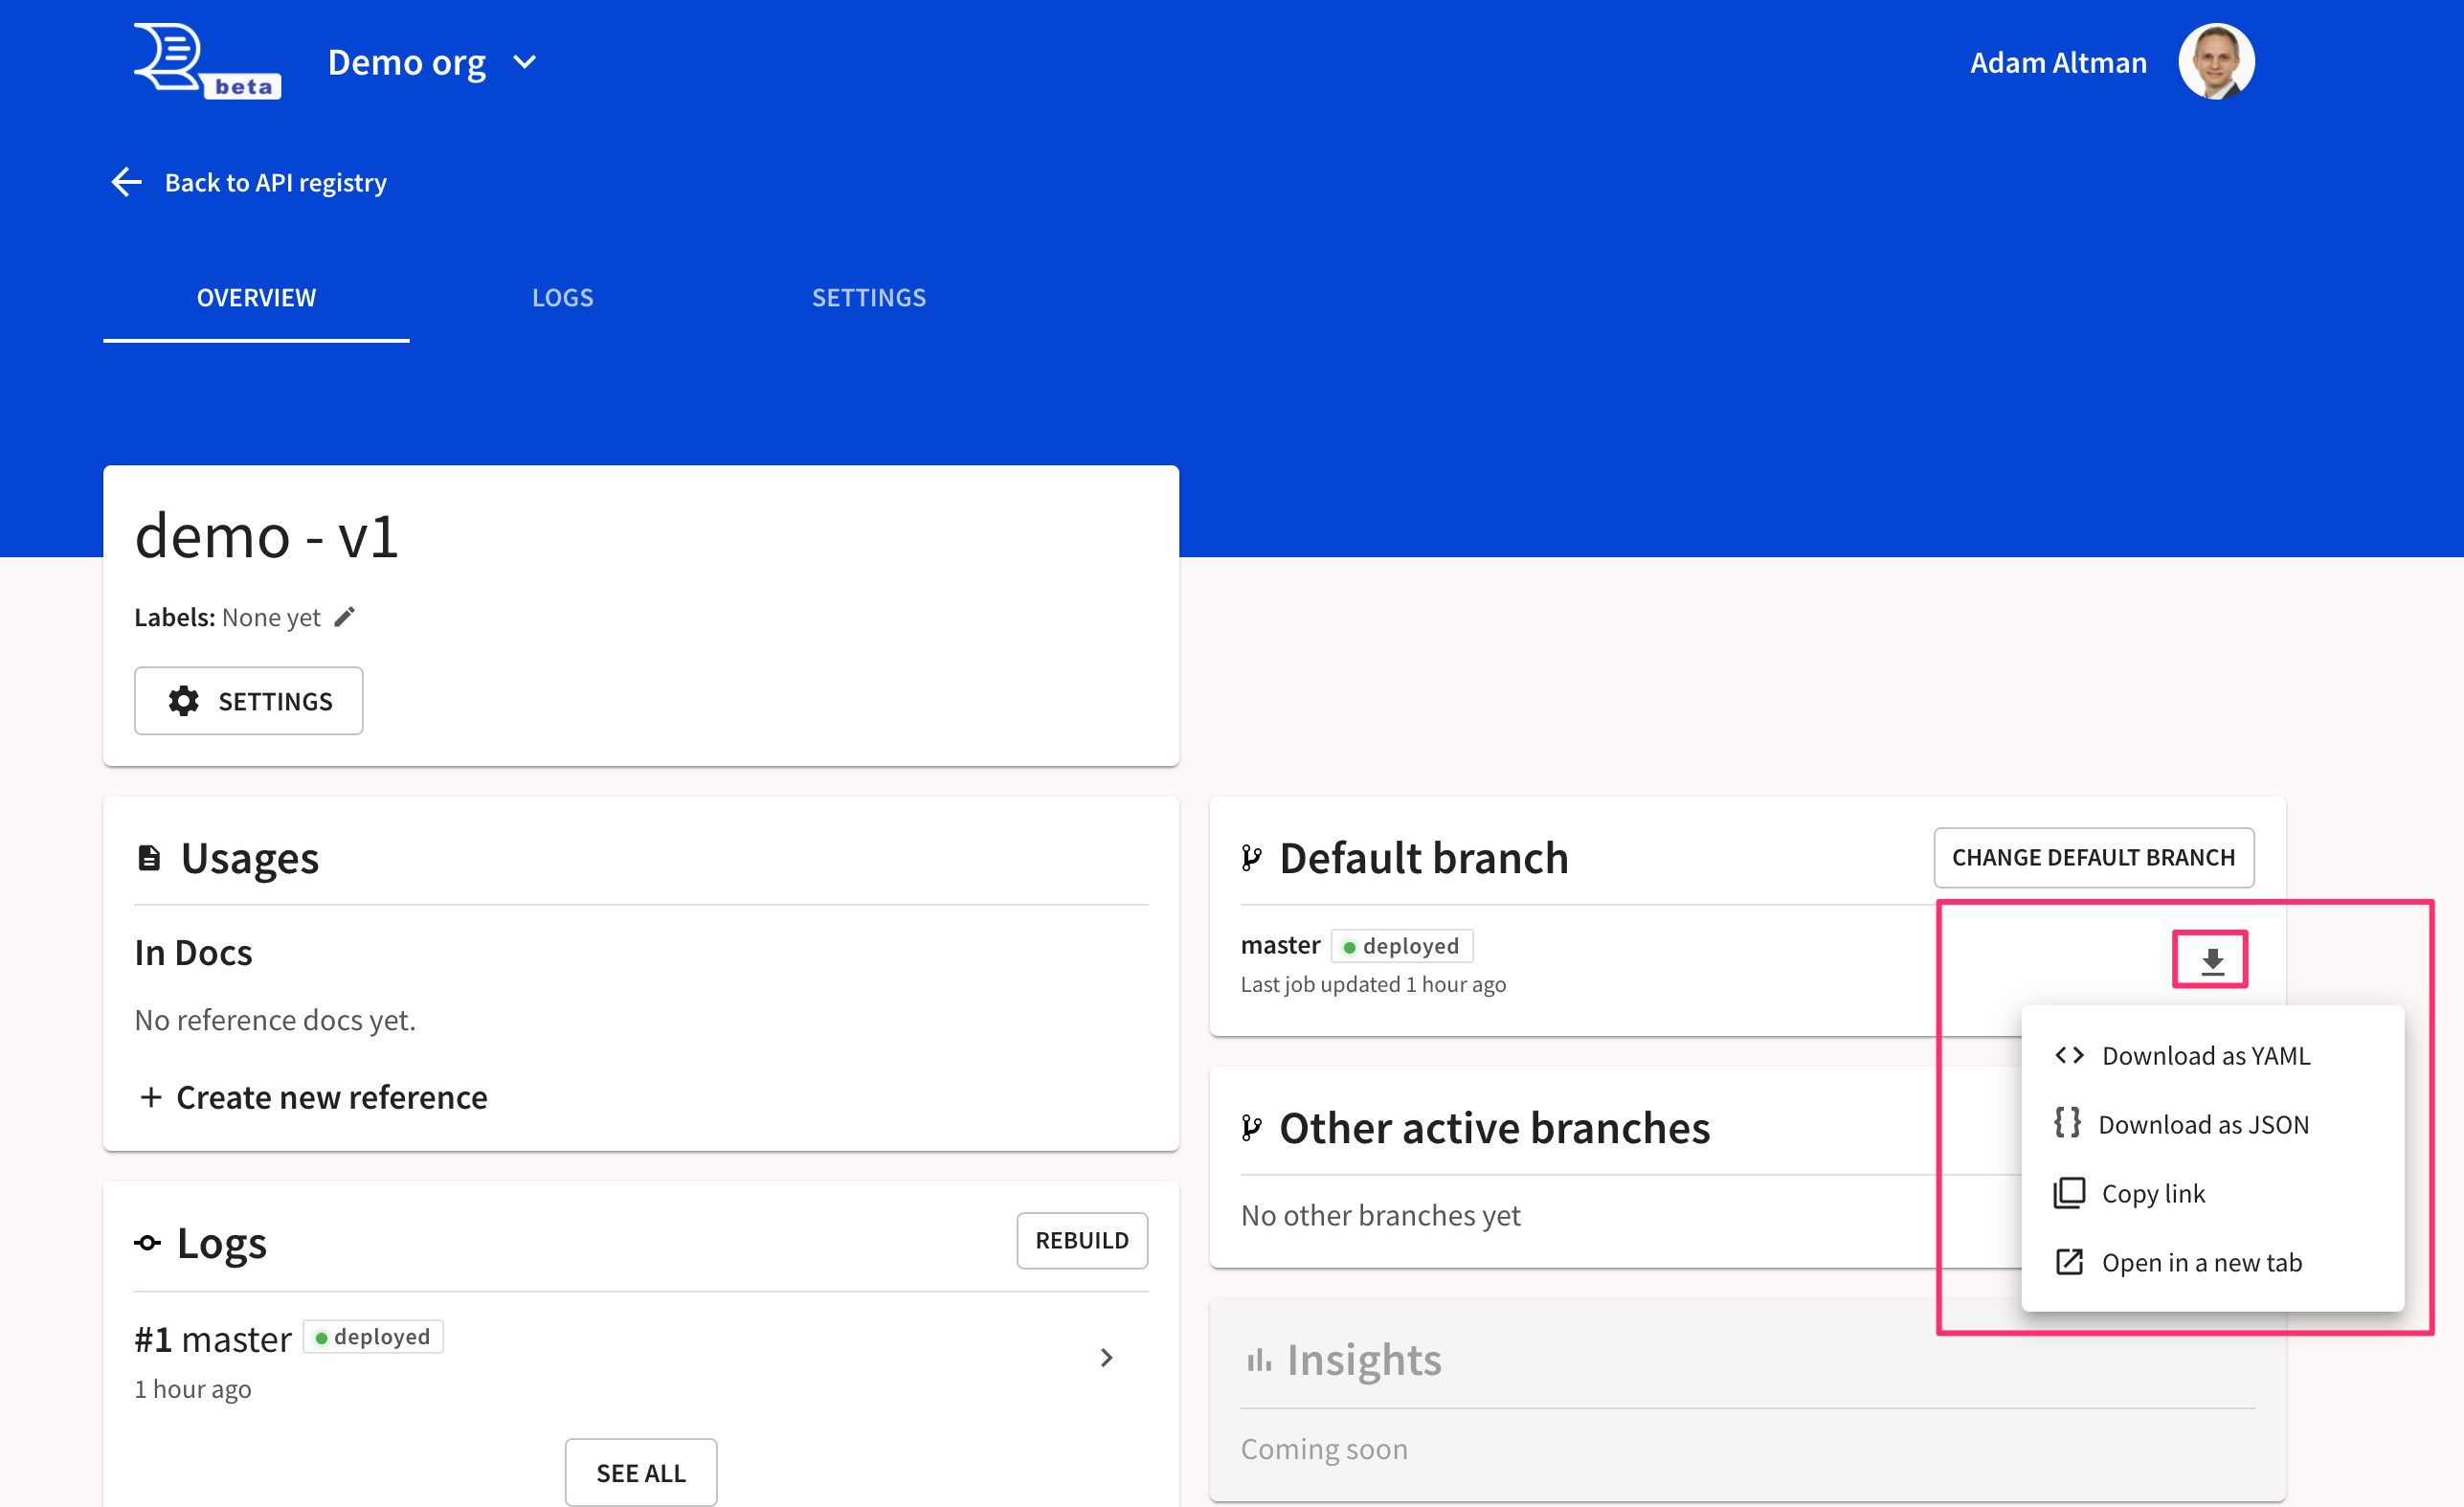 beta
Demo org
Adam Altman
Back to API registry
OVERVIEW
LOGS
SETTINGS
demo - v1
Labels: None yet
SETTINGS
Usages
In Docs
No reference docs yet.
+ Create new reference
Logs
REBUILD
#1 master deployed
1 hour ago
SEE ALL
Default branch
CHANGE DEFAULT BRANCH
master deployed
Last job updated 1 hour ago
Download as YAML
Download as JSON
Copy link
Open in a new tab
Other active branches
No other branches yet
Insights
Coming soon